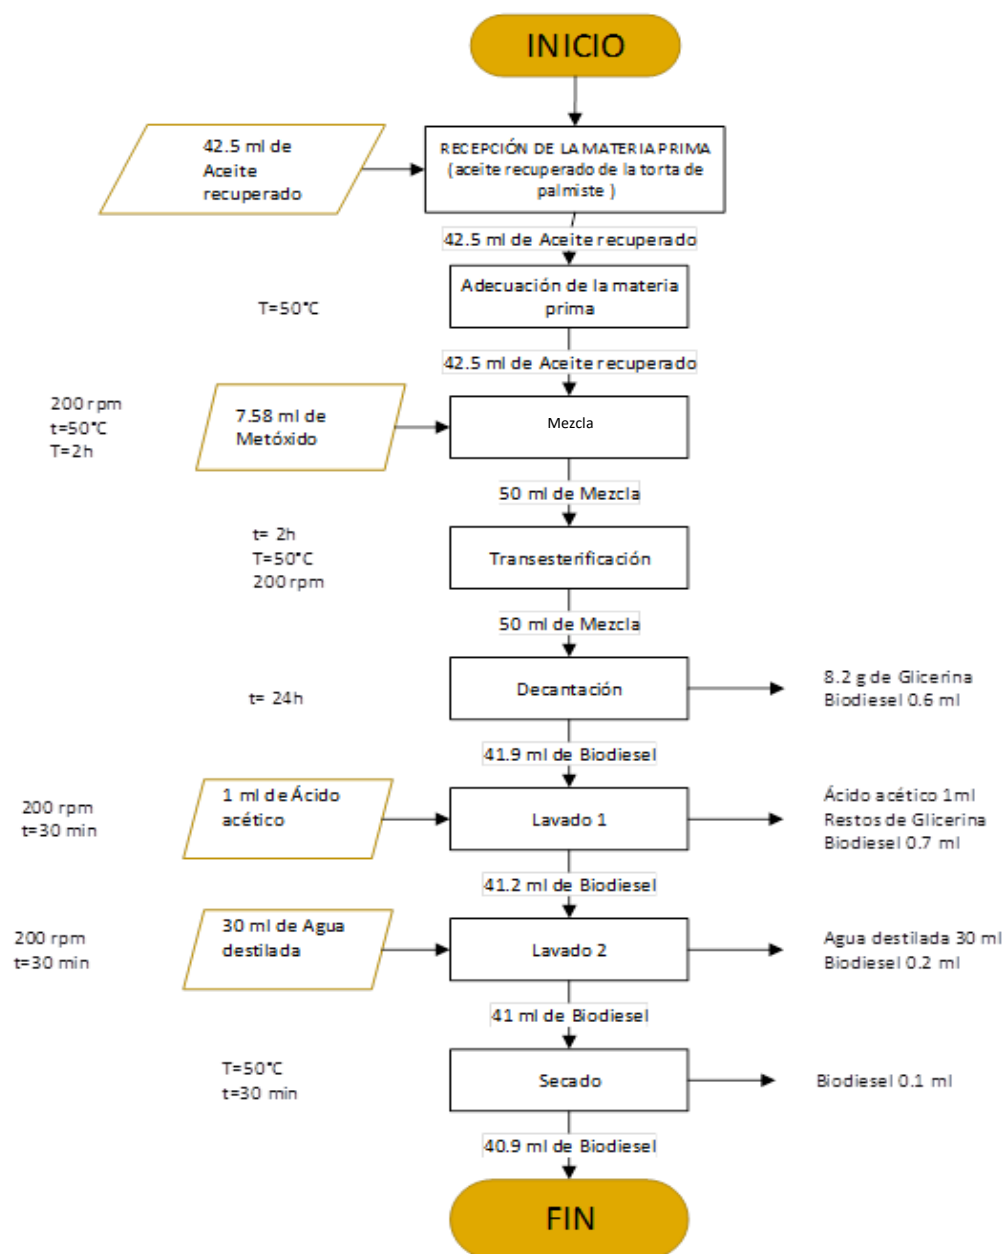 INICIO
42.5 ml de
Aceite
recuperado
RECEPCIÓN DE LA MATERIA PRIMA
(aceite recuperado de la torta de
palmiste )
42.5 ml de Aceite recuperado
T=50°C
Adecuación de la materia
prima
42.5 ml de Aceite recuperado
200 rpm
t=50°C
T=2h
7.58 ml de
Metóxido
Mezcla
50 ml de Mezcla
t= 2h
T=50°C
200 rpm
Transesterificación
50 ml de Mezcla
t= 24h
Decantación
8.2 g de Glicerina
Biodiesel 0.6 ml
41.9 ml de Biodiesel
200 rpm
t=30 min
1 ml de Ácido
acético
Lavado 1
Ácido acético 1ml
Restos de Glicerina
Biodiesel 0.7 ml
41.2 ml de Biodiesel
200 rpm
t=30 min
30 ml de Agua
destilada
Lavado 2
Agua destilada 30 ml
Biodiesel 0.2 ml
41 ml de Biodiesel
T=50°C
t=30 min
Secado
Biodiesel 0.1 ml
40.9 ml de Biodiesel
FIN